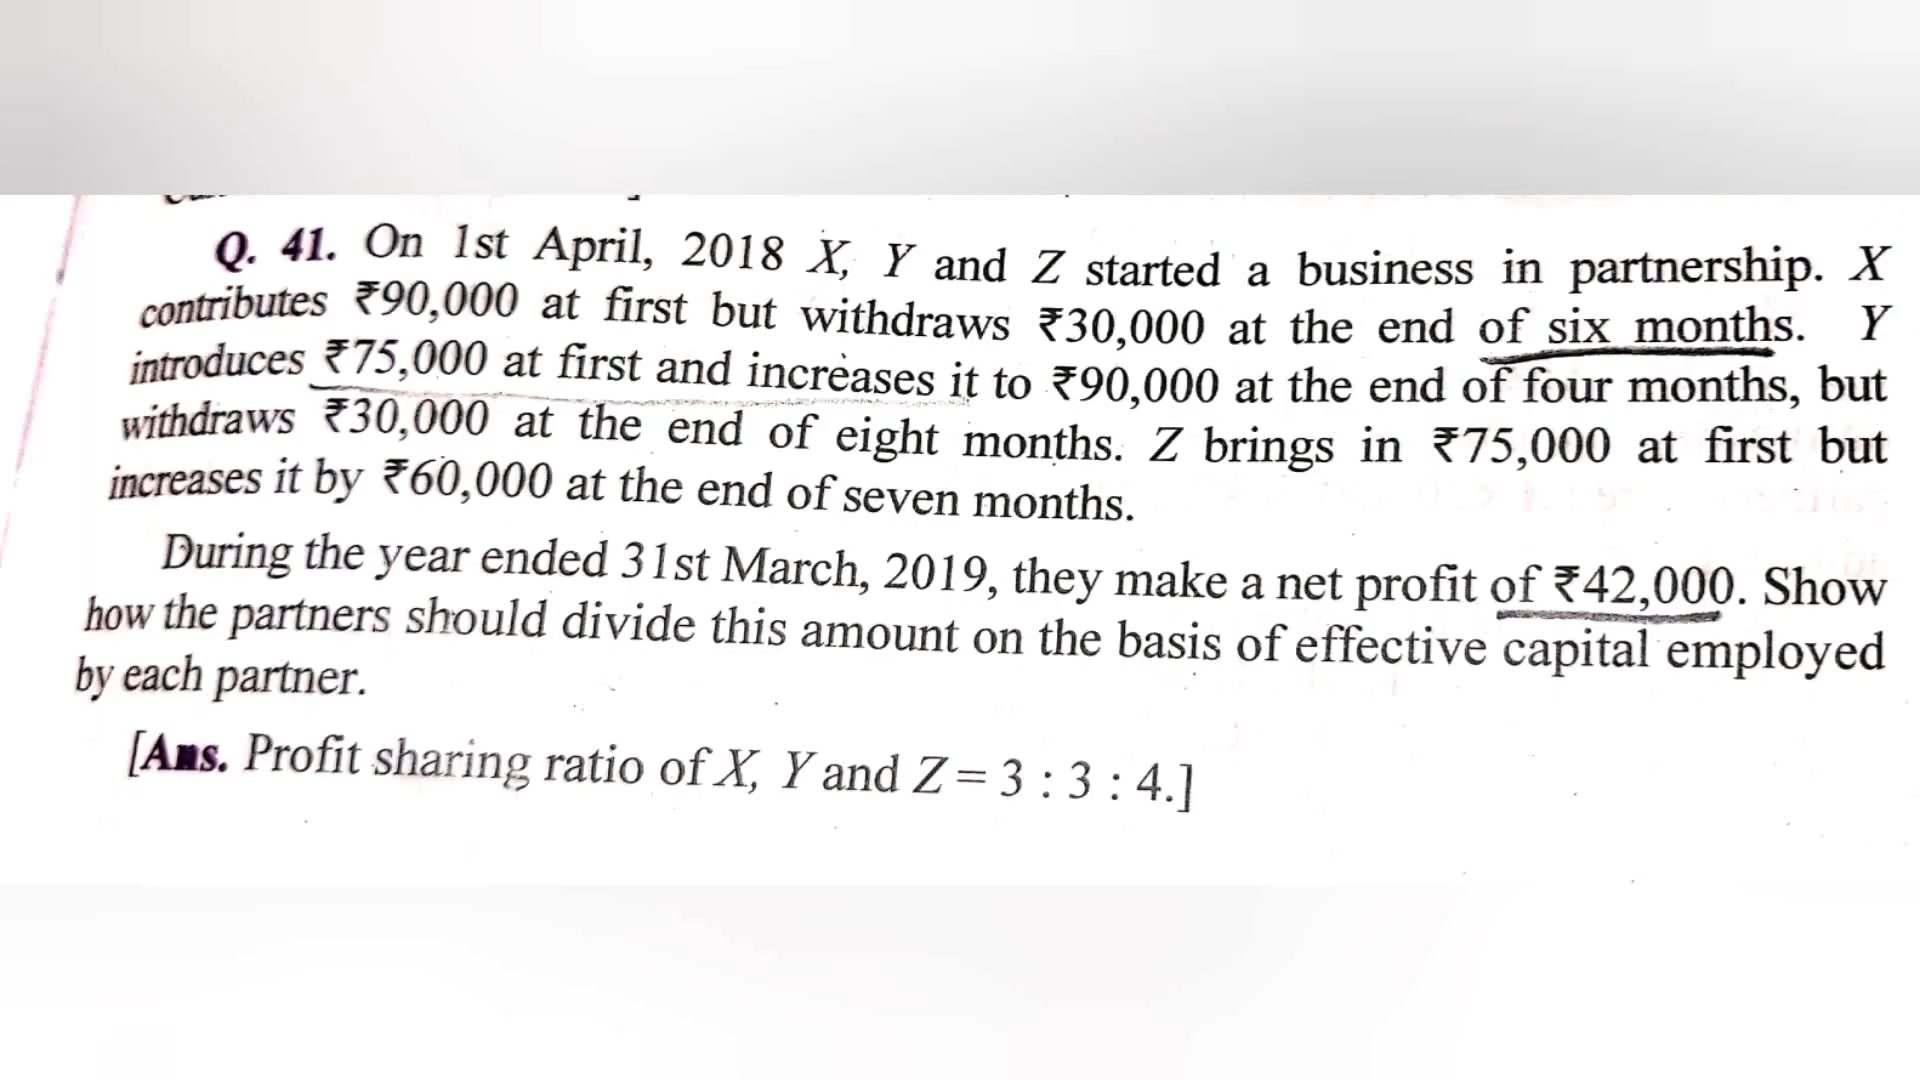 Q. 41. On 1st April, 2018 X, Y and Z started a business in partnership. X
contributes ₹90,000 at first but withdraws ₹30,000 at the end of six months. Y
introduces ₹75,000 at first and increases it to ₹90,000 at the end of four months, but
withdraws ₹30,000 at the end of eight months. Z brings in ₹75,000 at first but
increases it by ₹60,000 at the end of seven months.
During the year ended 31st March, 2019, they make a net profit of ₹42,000. Show
how the partners should divide this amount on the basis of effective capital employed
by each partner.
[Ans. Profit sharing ratio of X, Y and Z = 3 : 3 : 4.]